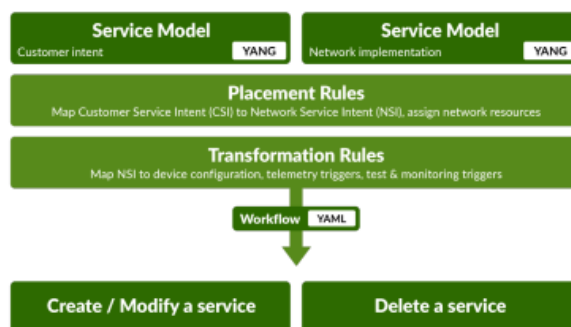 Service Model
Customer intent
YANG
Service Model
Network implementation
YANG
Placement Rules
Map Customer Service Intent (CSI) to Network Service Intent (NSI), assign network resources
Transformation Rules
Map NSI to device configuration, telemetry triggers, test & monitoring triggers
Workflow YAML
Create / Modify a service
Delete a service